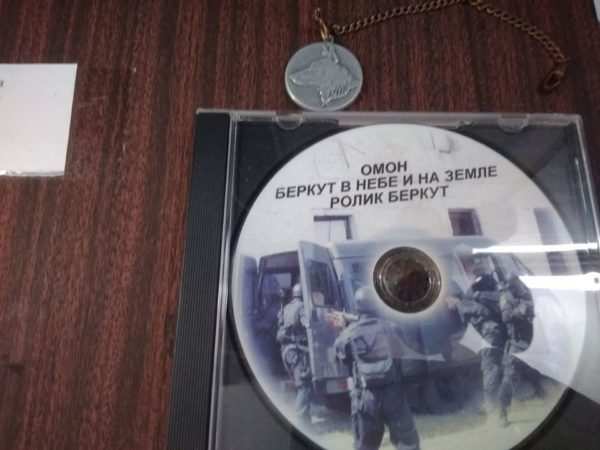 ОМОН
БЕРКУТ В НЕБЕ И НА ЗЕМЛЕ
РОЛИК БЕРКУТ